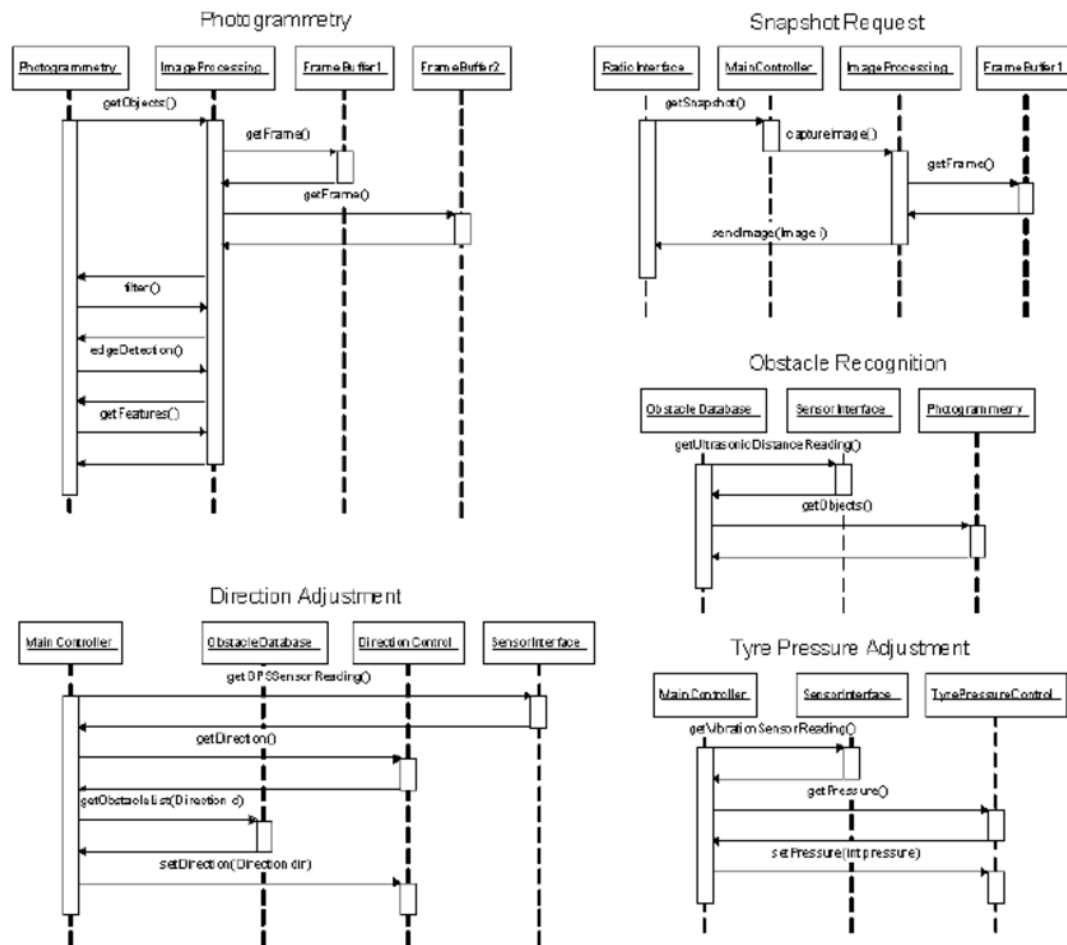 Photogrammetry
Photogrammetry ImageProcessing FrameBuffer1 FrameBuffer2
getObjects()
getFrame()
getFrame()
filter()
edgeDetection()
getFeatures()
Snapshot Request
RadioInterface MainController ImageProcessing FrameBuffer1
getSnapshot()
captureImage()
getFrame()
sendImage(Image i)
Obstacle Recognition
Obstacle Database SensorInterface Photogrammetry
getUltrasonicDistanceReading()
getObjects()
Direction Adjustment
Main Controller ObstacleDatabase Direction Control SensorInterface
getGPSSensorReading()
getDirection()
getObstacleList(Direction d)
setDirection(Direction dir)
Tyre Pressure Adjustment
MainController SensorInterface TyrePressureControl
getVibrationSensorReading()
getPressure()
setPressure(int pressure)